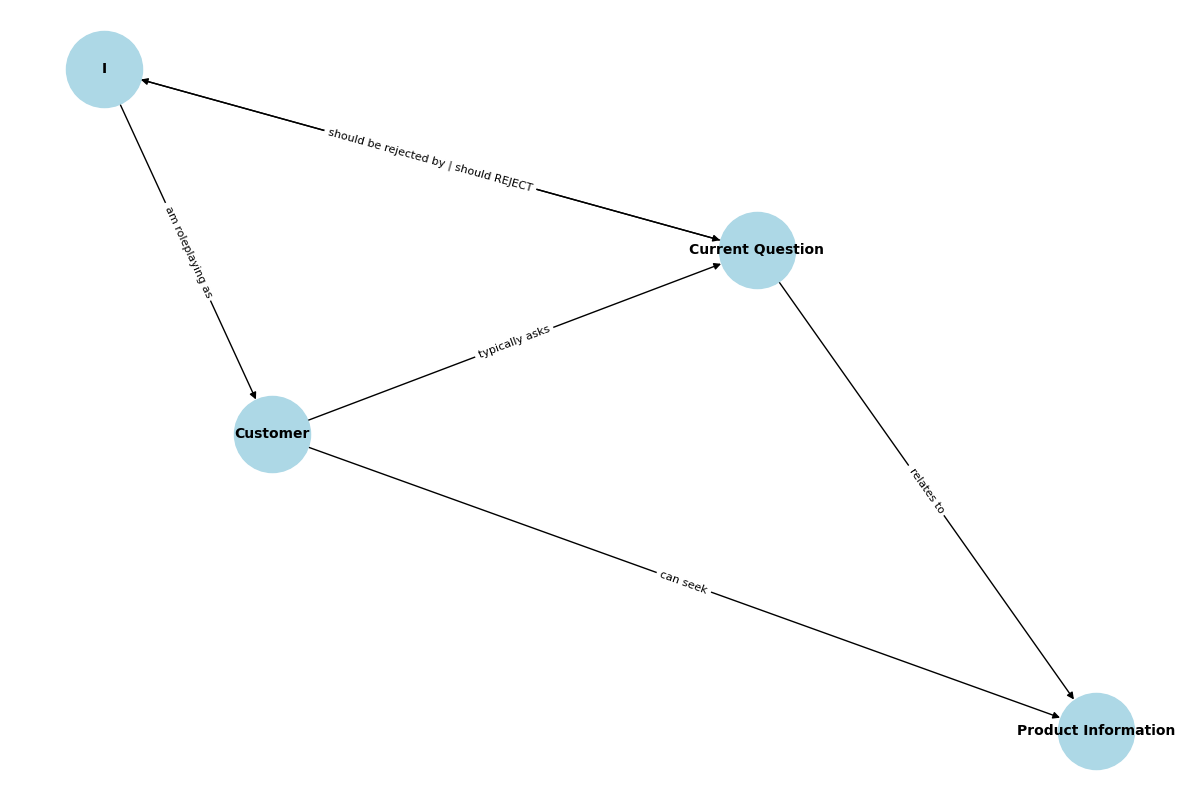 I
should be rejected by | should REJECT
am roleplaying as
Current Question
typically asks
Customer
relates to
can seek
Product Information